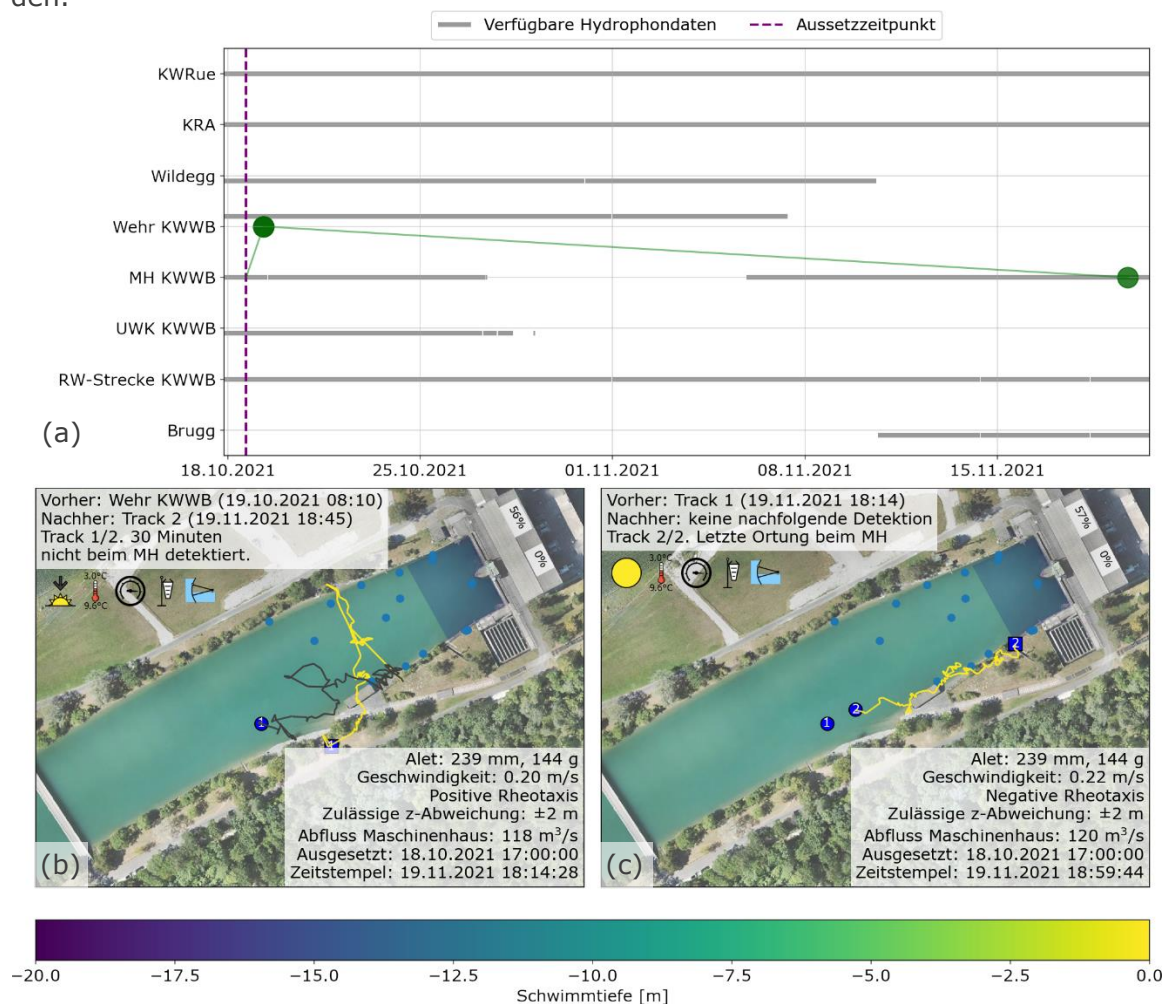 den.
Verfügbare Hydrophondaten
Aussetzzeitpunkt
KWRue
KRA
Wildegg
Wehr KWWB
MH KWWB
UWK KWWB
RW-Strecke KWWB
Brugg
(a)
18.10.2021
25.10.2021
01.11.2021
08.11.2021
15.11.2021
Vorher: Wehr KWWB (19.10.2021 08:10)
Nachher: Track 2 (19.11.2021 18:45)
Track 1/2. 30 Minuten
nicht beim MH detektiert.
3.0°C
9.6°C
56%
0%
1
Alet: 239 mm, 144 g
Geschwindigkeit: 0.20 m/s
Positive Rheotaxis
Zulässige z-Abweichung: ±2 m
Abfluss Maschinenhaus: 118 m³/s
Ausgesetzt: 18.10.2021 17:00:00
Zeitstempel: 19.11.2021 18:14:28
(b)
Vorher: Track 1 (19.11.2021 18:14)
Nachher: keine nachfolgende Detektion
Track 2/2. Letzte Ortung beim MH
3.0°C
9.6°C
57%
0%
2
1
2
Alet: 239 mm, 144 g
Geschwindigkeit: 0.22 m/s
Negative Rheotaxis
Zulässige z-Abweichung: ±2 m
Abfluss Maschinenhaus: 120 m³/s
Ausgesetzt: 18.10.2021 17:00:00
Zeitstempel: 19.11.2021 18:59:44
(c)
−20.0
−17.5
−15.0
−12.5
−10.0
−7.5
−5.0
−2.5
0.0
Schwimmtiefe [m]